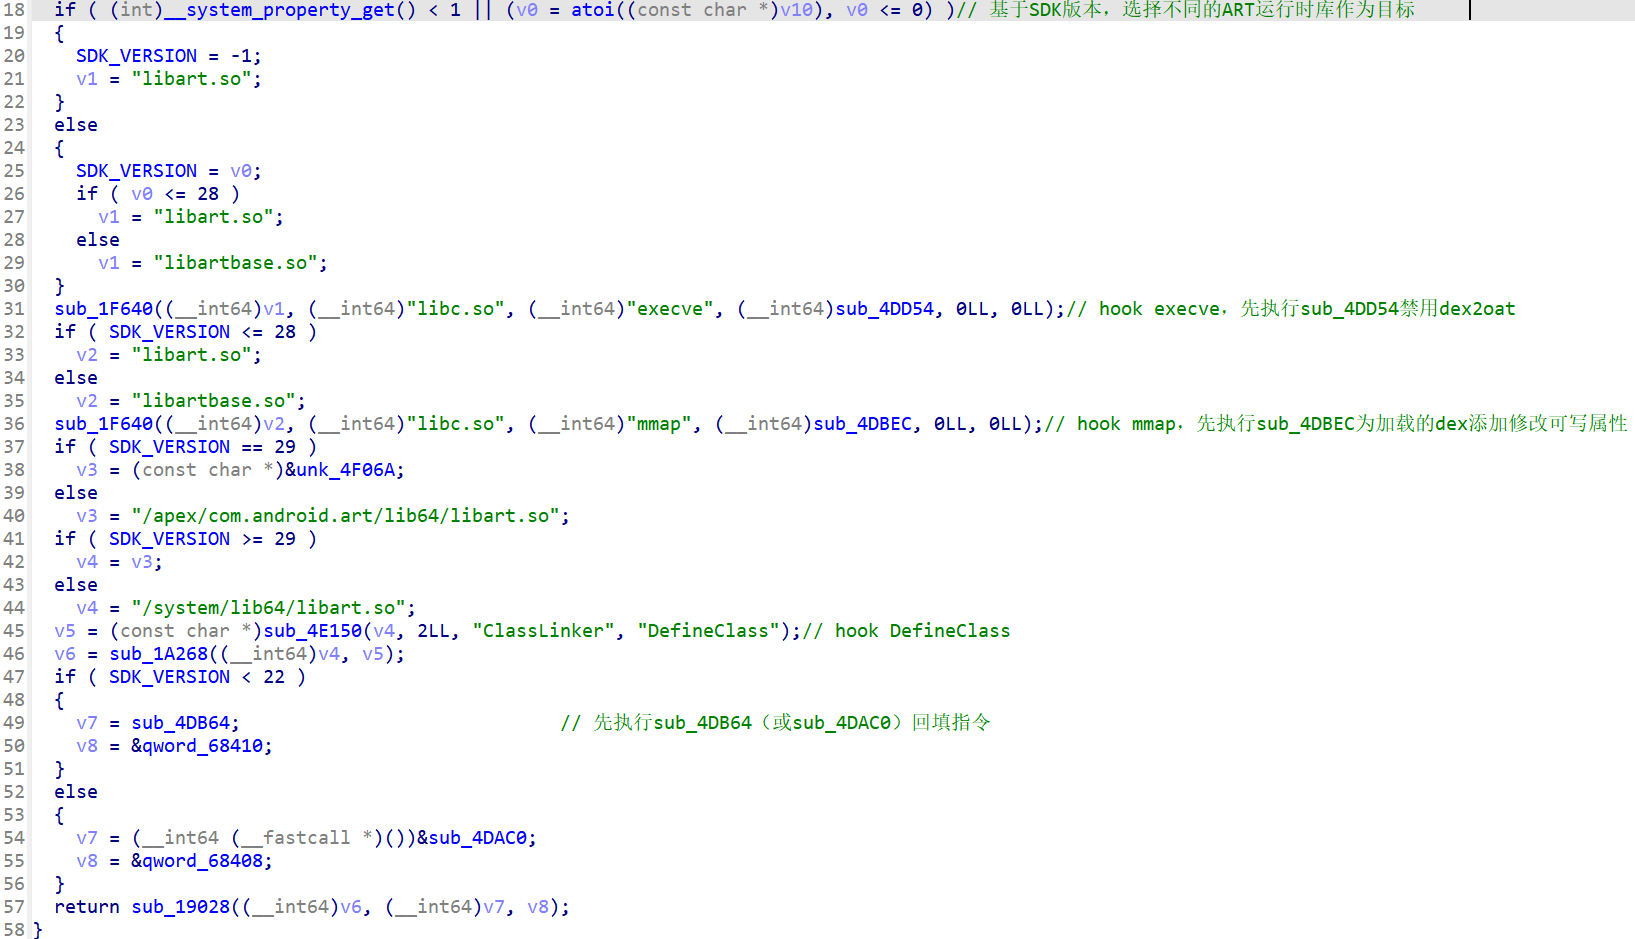 18 if ( (int)__system_property_get() < 1 || (v0 = atoi((const char *)v10), v0 <= 0) )// 基于SDK版本，选择不同的ART运行时库作为目标
19 {
20 SDK_VERSION = -1;
21 v1 = "libart.so";
22 }
23 else
24 {
25 SDK_VERSION = v0;
26 if ( v0 <= 28 )
27 v1 = "libart.so";
28 else
29 v1 = "libartbase.so";
30 }
31 sub_1F640((__int64)v1, (__int64)"libc.so", (__int64)"execve", (__int64)sub_4DD54, 0LL, 0LL);// hook execve，先执行sub_4DD54禁用dex2oat
32 if ( SDK_VERSION <= 28 )
33 v2 = "libart.so";
34 else
35 v2 = "libartbase.so";
36 sub_1F640((__int64)v2, (__int64)"libc.so", (__int64)"mmap", (__int64)sub_4DBEC, 0LL, 0LL);// hook mmap，先执行sub_4DBEC为加载的dex添加修改可写属性
37 if ( SDK_VERSION == 29 )
38 v3 = (const char *)&unk_4F06A;
39 else
40 v3 = "/apex/com.android.art/lib64/libart.so";
41 if ( SDK_VERSION >= 29 )
42 v4 = v3;
43 else
44 v4 = "/system/lib64/libart.so";
45 v5 = (const char *)sub_4E150(v4, 2LL, "ClassLinker", "DefineClass");// hook DefineClass
46 v6 = sub_1A268((__int64)v4, v5);
47 if ( SDK_VERSION < 22 )
48 {
49 v7 = sub_4DB64; // 先执行sub_4DB64（或sub_4DAC0）回填指令
50 v8 = &qword_68410;
51 }
52 else
53 {
54 v7 = (__int64 (__fastcall *)())&sub_4DAC0;
55 v8 = &qword_68408;
56 }
57 return sub_19028((__int64)v6, (__int64)v7, v8);
58 }